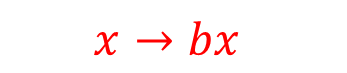 x → bx